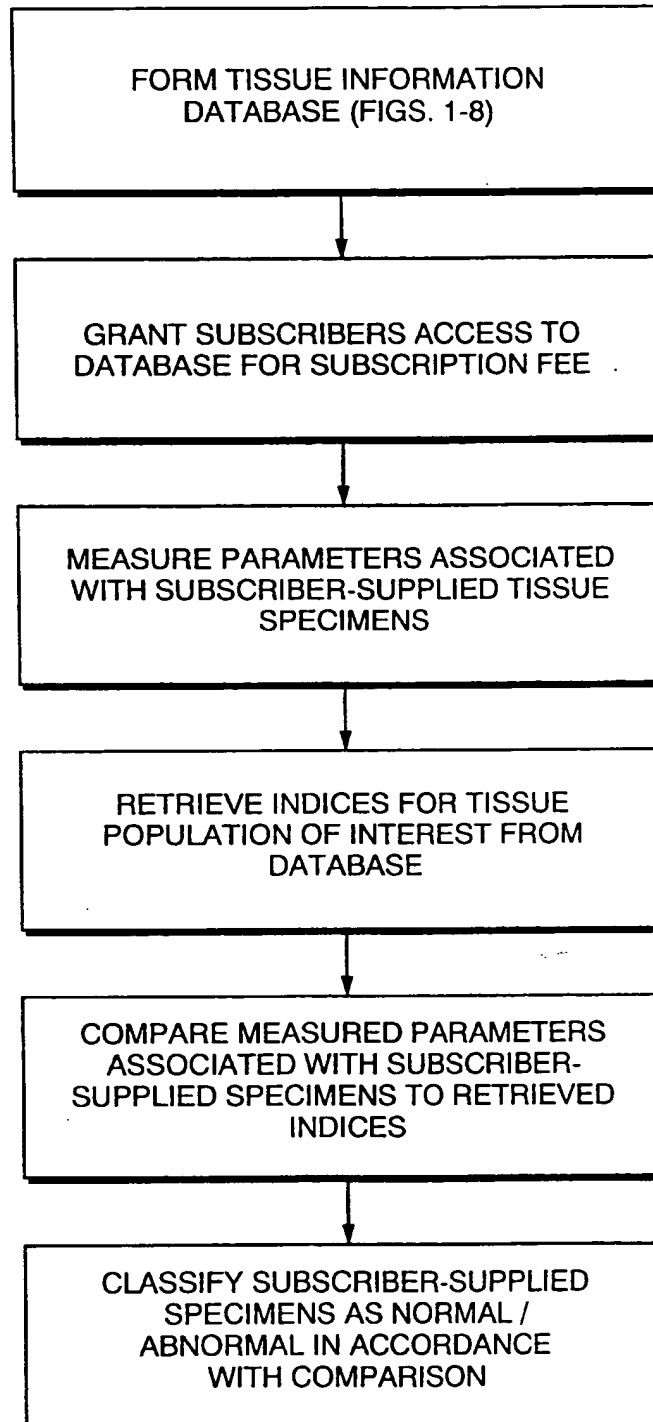 FORM TISSUE INFORMATION
DATABASE (FIGS. 1-8)
GRANT SUBSCRIBERS ACCESS TO
DATABASE FOR SUBSCRIPTION FEE
MEASURE PARAMETERS ASSOCIATED
WITH SUBSCRIBER-SUPPLIED TISSUE
SPECIMENS
RETRIEVE INDICES FOR TISSUE
POPULATION OF INTEREST FROM
DATABASE
COMPARE MEASURED PARAMETERS
ASSOCIATED WITH SUBSCRIBER-
SUPPLIED SPECIMENS TO RETRIEVED
INDICES
CLASSIFY SUBSCRIBER-SUPPLIED
SPECIMENS AS NORMAL /
ABNORMAL IN ACCORDANCE
WITH COMPARISON